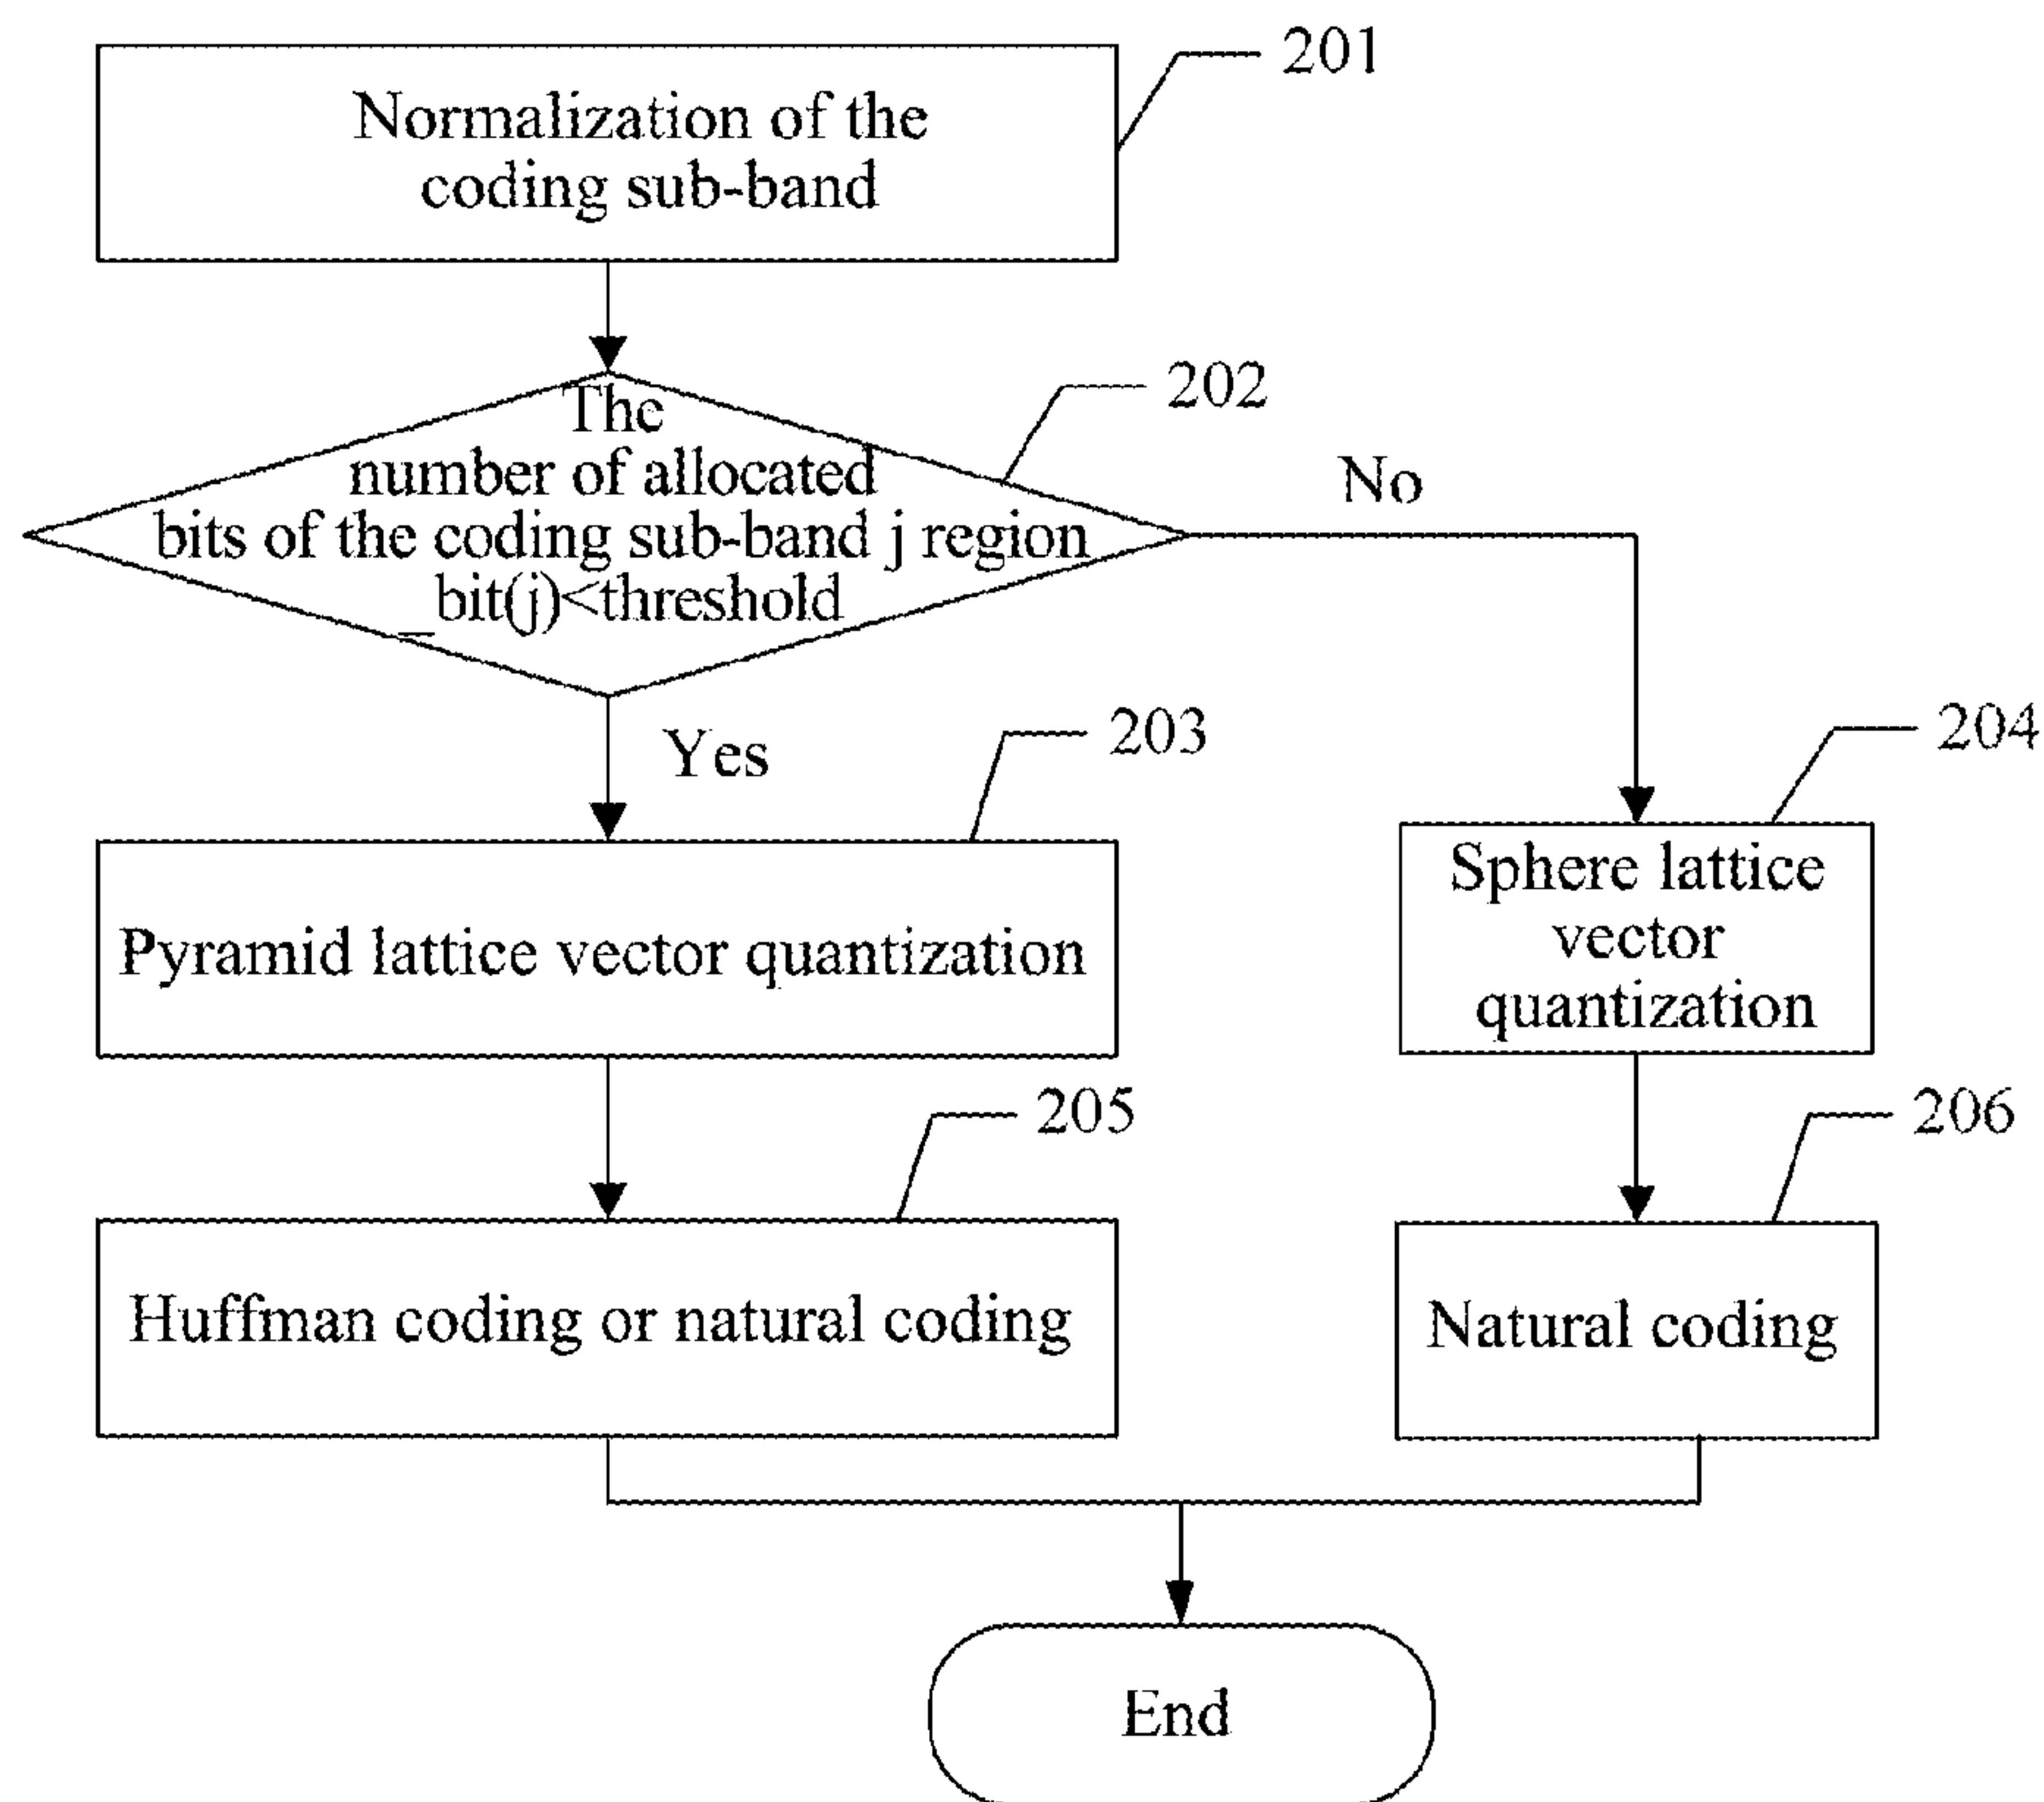 Normalization of the
coding sub-band
201
The
number of allocated
bits of the coding sub-band j region
_bit(j)<threshold
202
No
Yes
203
204
Pyramid lattice vector quantization
Sphere lattice
vector
quantization
205
206
Huffman coding or natural coding
Natural coding
End